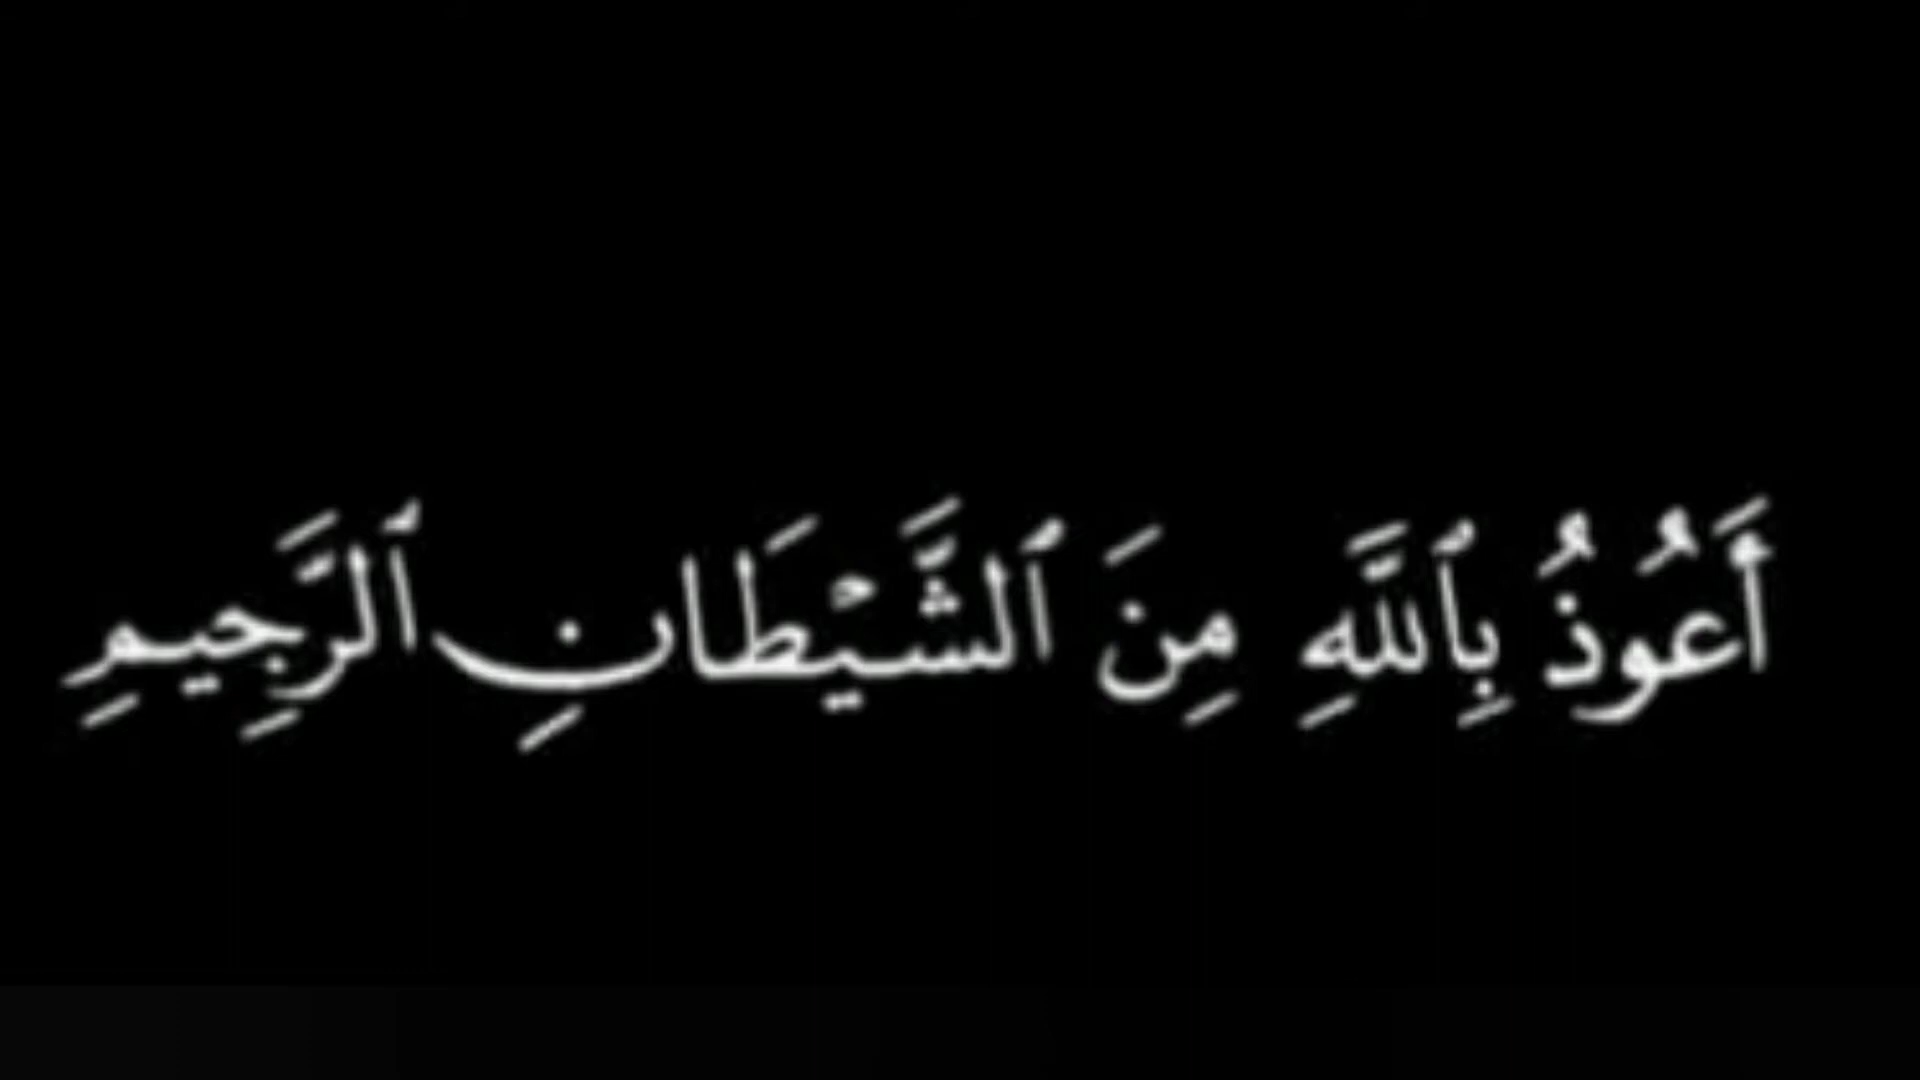 أَعُوذُ بِٱللَّهِ مِنَ ٱلشَّيْطَانِ ٱلرَّجِيمِ